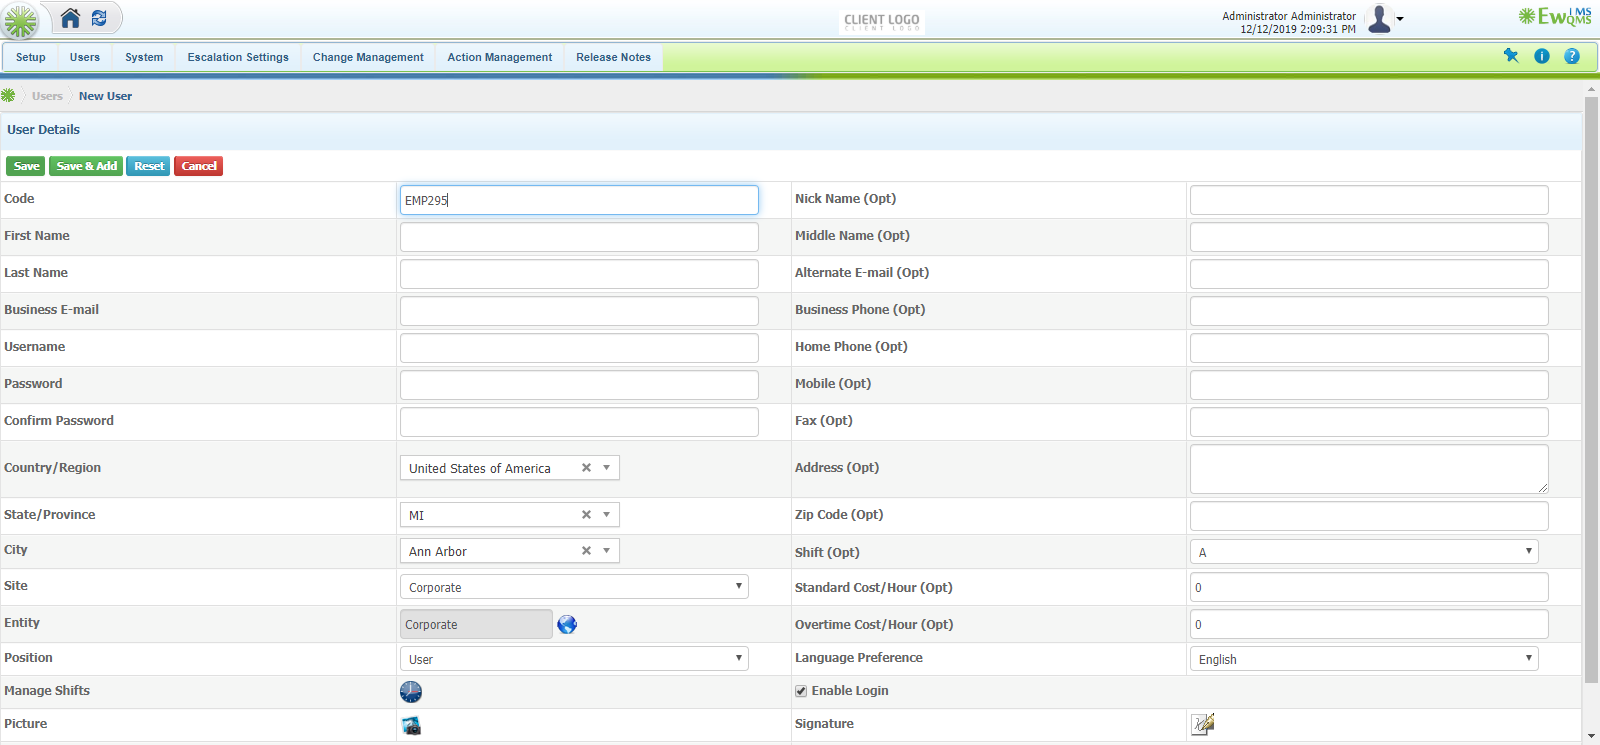 CLIENT LOGO
CLIENT LOGO
Administrator Administrator
12/12/2019 2:09:31 PM
EwQMS
LMS
Setup Users System Escalation Settings Change Management Action Management Release Notes
Users New User
User Details
Save Save & Add Reset Cancel
Code EMP295 Nick Name (Opt)
First Name Middle Name (Opt)
Last Name Alternate E-mail (Opt)
Business E-mail Business Phone (Opt)
Username Home Phone (Opt)
Password Mobile (Opt)
Confirm Password Fax (Opt)
Country/Region United States of America Address (Opt)
State/Province MI Zip Code (Opt)
City Ann Arbor Shift (Opt) A
Site Corporate Standard Cost/Hour (Opt) 0
Entity Corporate Overtime Cost/Hour (Opt) 0
Position User Language Preference English
Manage Shifts Enable Login
Picture Signature